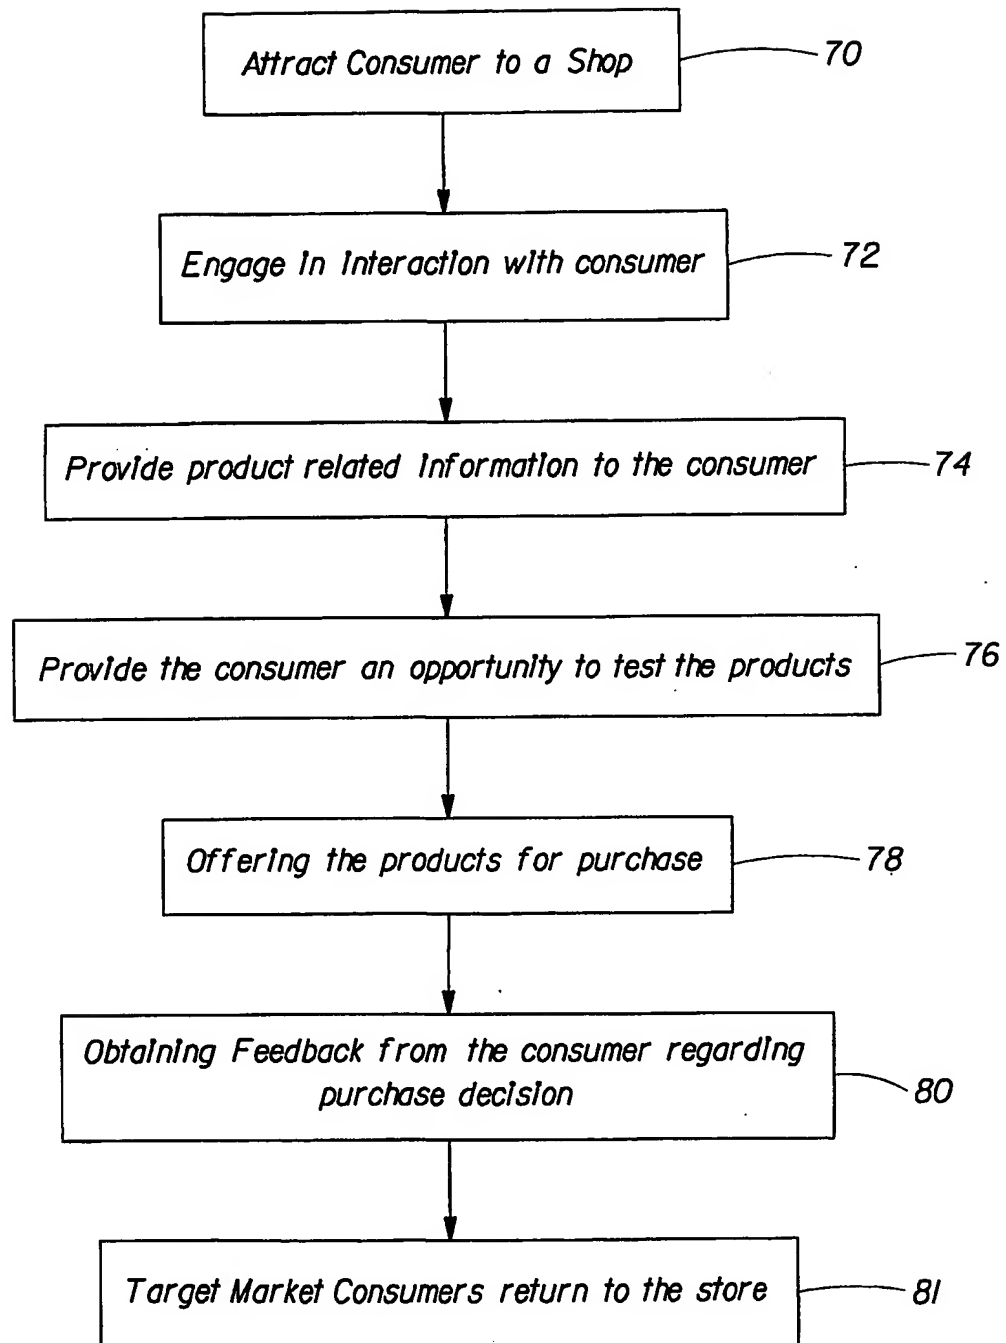 Attract Consumer to a Shop
70
Engage in interaction with consumer
72
Provide product related information to the consumer
74
Provide the consumer an opportunity to test the products
76
Offering the products for purchase
78
Obtaining Feedback from the consumer regarding
purchase decision
80
Target Market Consumers return to the store
81